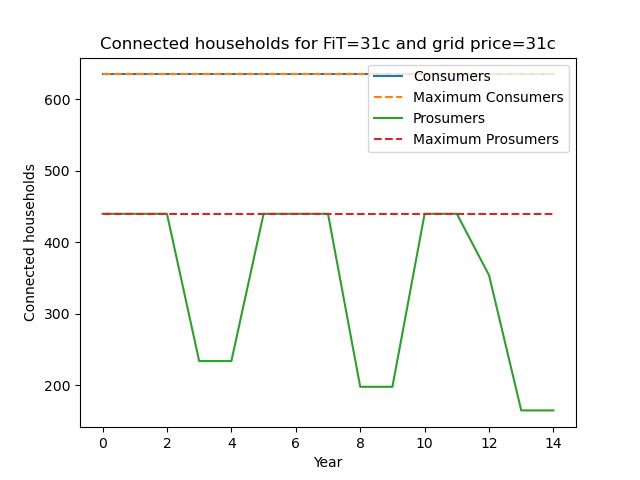 Connected households for FiT=31c and grid price=31c
Consumers
Maximum Consumers
Prosumers
Maximum Prosumers
Connected households
600
500
400
300
200
0 2 4 6 8 10 12 14
Year